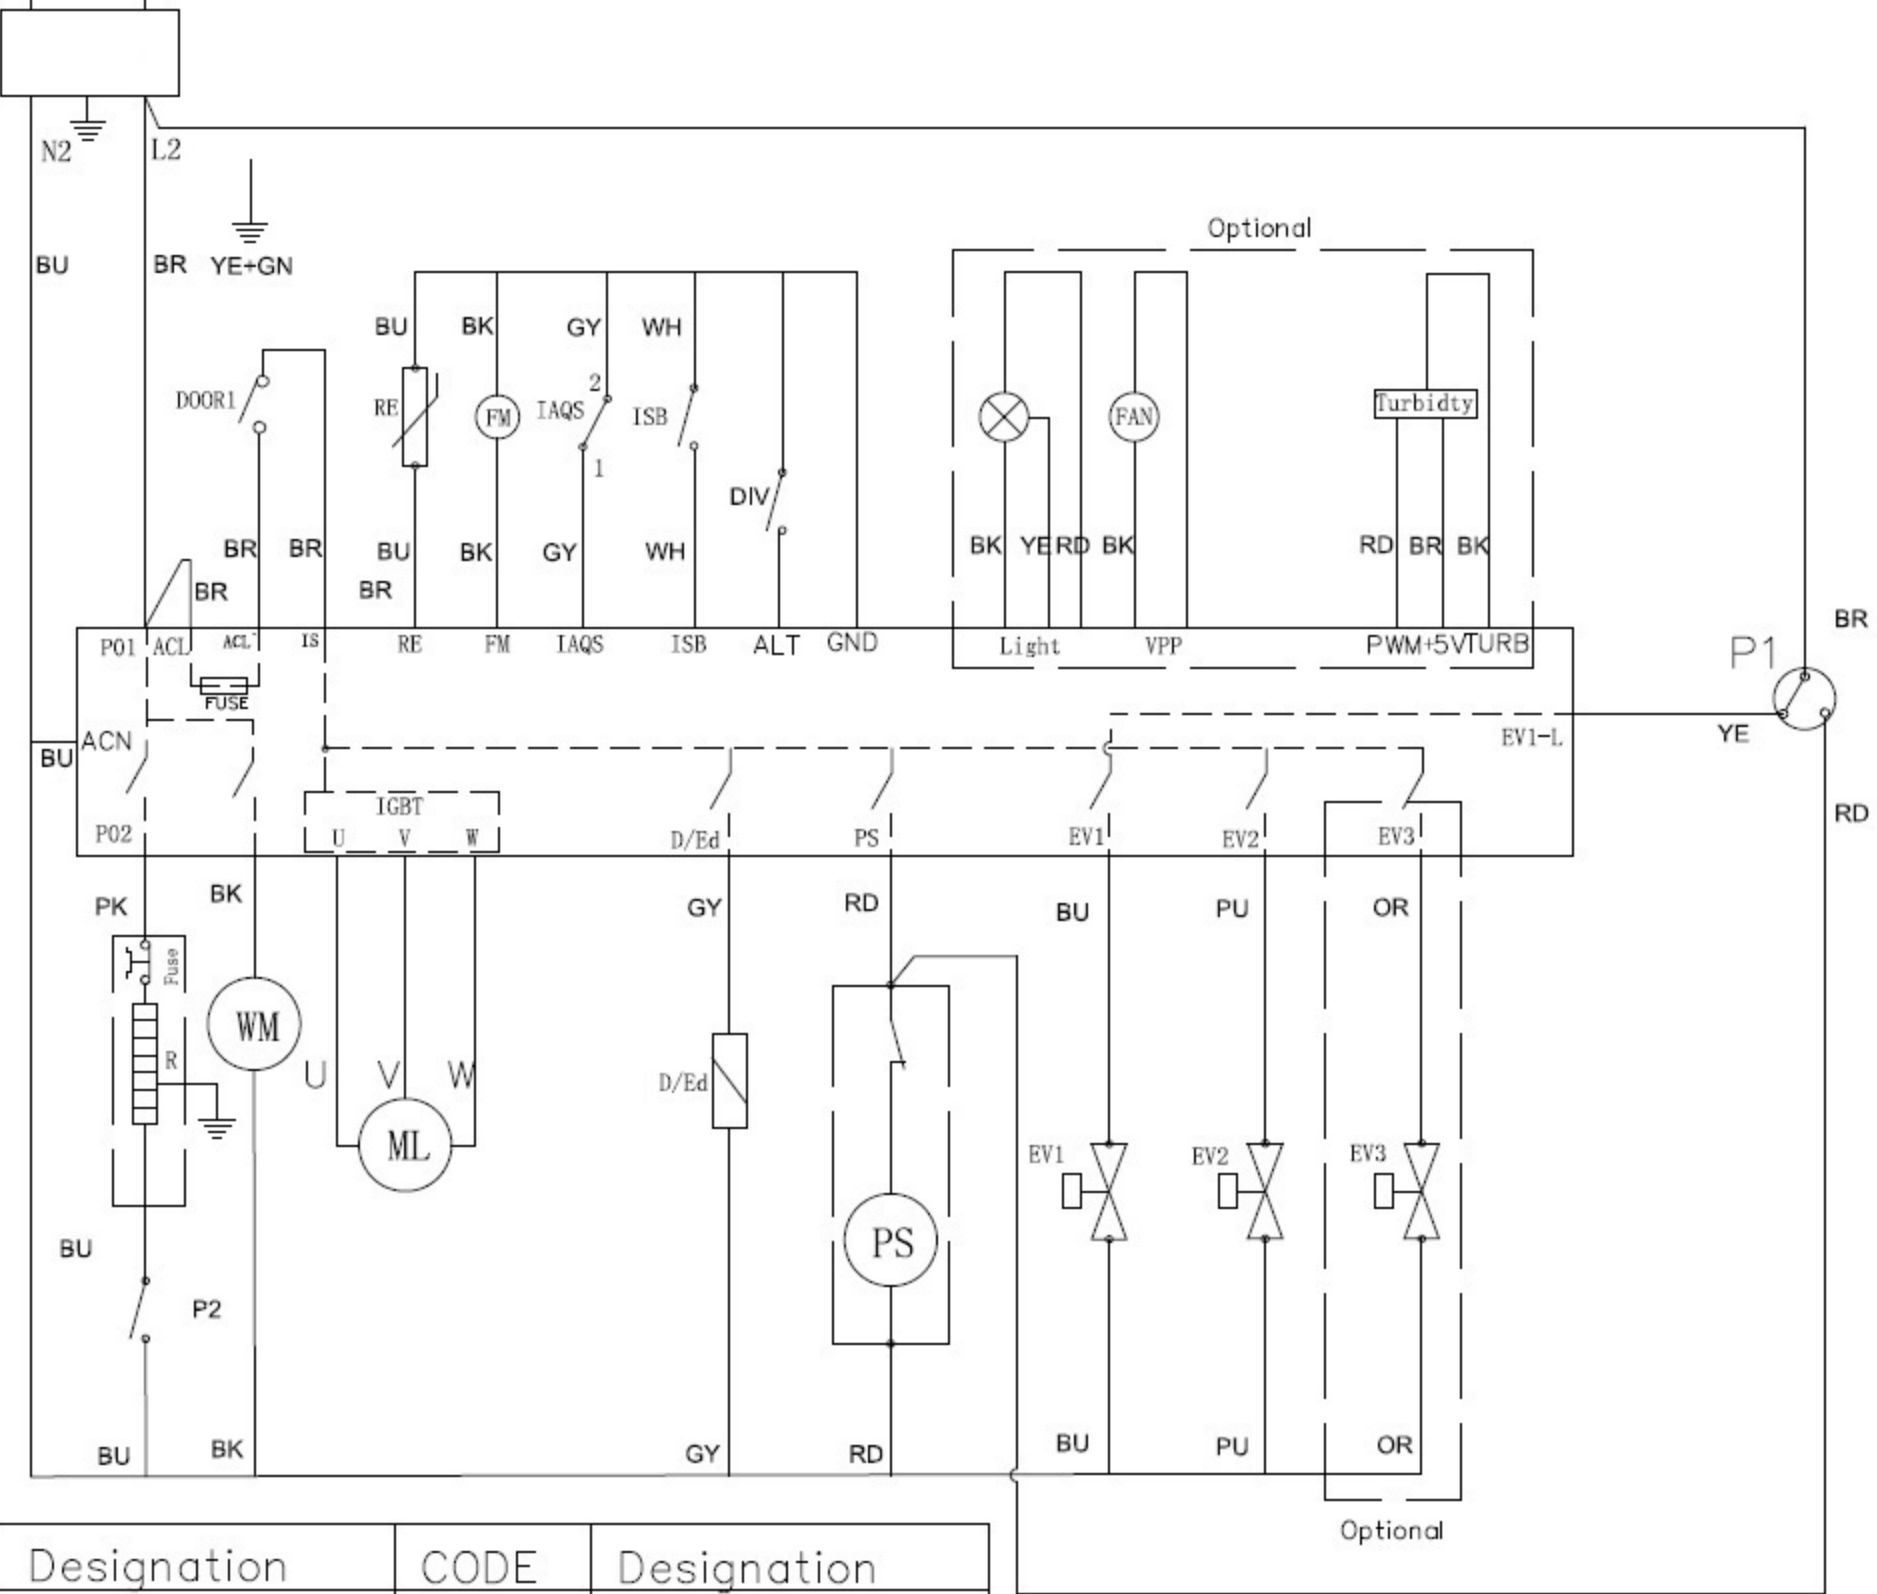 N2 L2
Optional
BU BR YE+GN
BU BK GY WH
DOOR1 RE FM IAQS 2 ISB FAN Turbidty
1
DIV
BR BR BU BK GY WH BK YE RD BK RD BR BK
BR BR
BR
P01 ACL ACL IS RE FM IAQS ISB ALT GND Light VPP PWM+5VTURB
P1
FUSE
ACN EV1-L YE
BU
IGBT
RD
P02 U V W D/Ed PS EV1 EV2 EV3
PK BK GY RD BU PU OR
Fuse
WM
R U V W D/Ed
ML EV1 EV2 EV3
BU PS
P2
BU BK GY RD BU PU OR
Optional
Designation CODE Designation